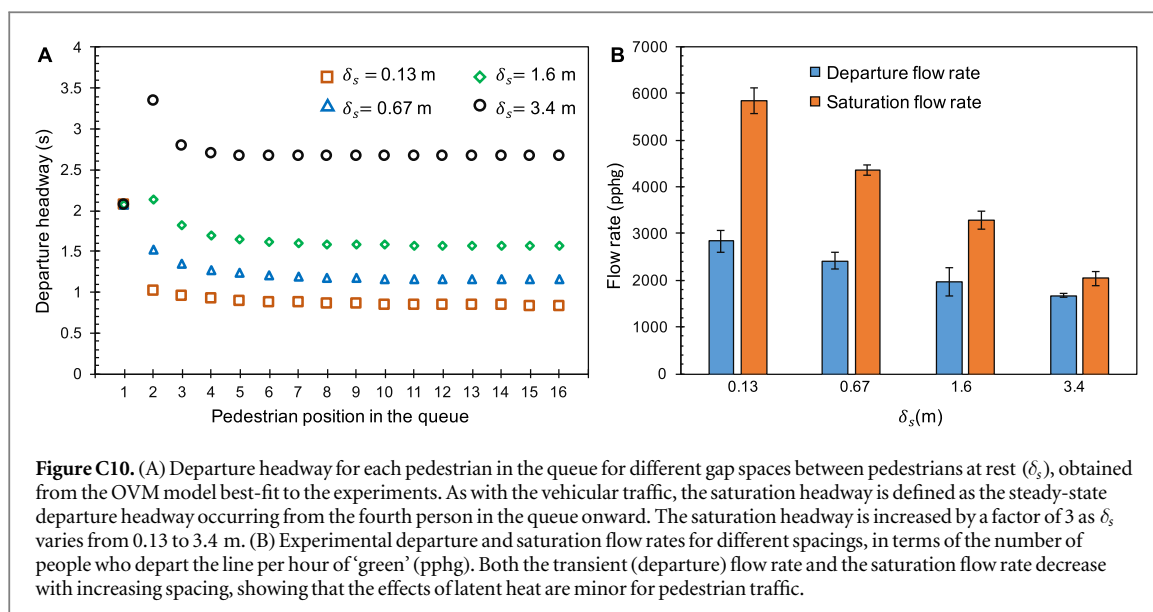 A
4
3.5
3
2.5
2
1.5
1
0.5
0
Departure headway (s)
δs = 0.13 m
δs= 0.67 m
δs= 1.6 m
δs= 3.4 m
1 2 3 4 5 6 7 8 9 10 11 12 13 14 15 16
Pedestrian position in the queue
B
7000
6000
5000
4000
3000
2000
1000
0
Flow rate (pphg)
Departure flow rate
Saturation flow rate
0.13 0.67 1.6 3.4
δs(m)
Figure C10. (A) Departure headway for each pedestrian in the queue for different gap spaces between pedestrians at rest (δs), obtained
from the OVM model best-fit to the experiments. As with the vehicular traffic, the saturation headway is defined as the steady-state
departure headway occurring from the fourth person in the queue onward. The saturation headway is increased by a factor of 3 as δs
varies from 0.13 to 3.4 m. (B) Experimental departure and saturation flow rates for different spacings, in terms of the number of
people who depart the line per hour of ‘green’ (pphg). Both the transient (departure) flow rate and the saturation flow rate decrease
with increasing spacing, showing that the effects of latent heat are minor for pedestrian traffic.